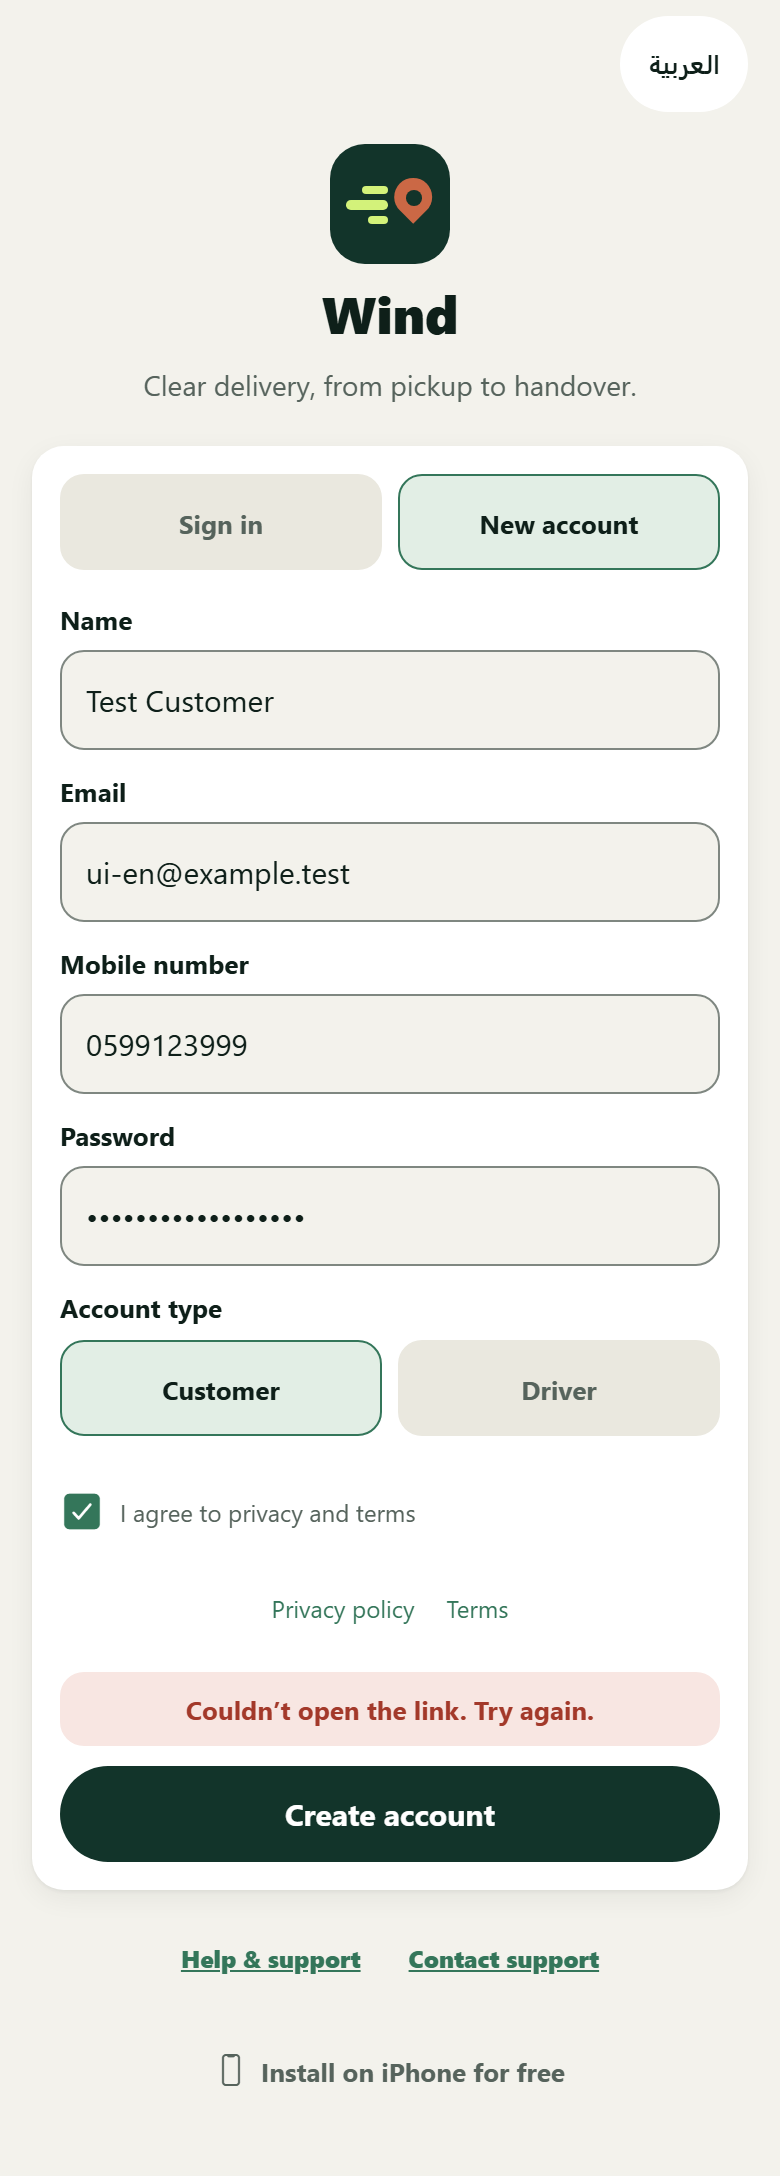 العربية
Wind
Clear delivery, from pickup to handover.
Sign in
New account
Name
Test Customer
Email
ui-en@example.test
Mobile number
0599123999
Password
••••••••••••••••••
Account type
Customer
Driver
I agree to privacy and terms
Privacy policy
Terms
Couldn’t open the link. Try again.
Create account
Help & support
Contact support
Install on iPhone for free